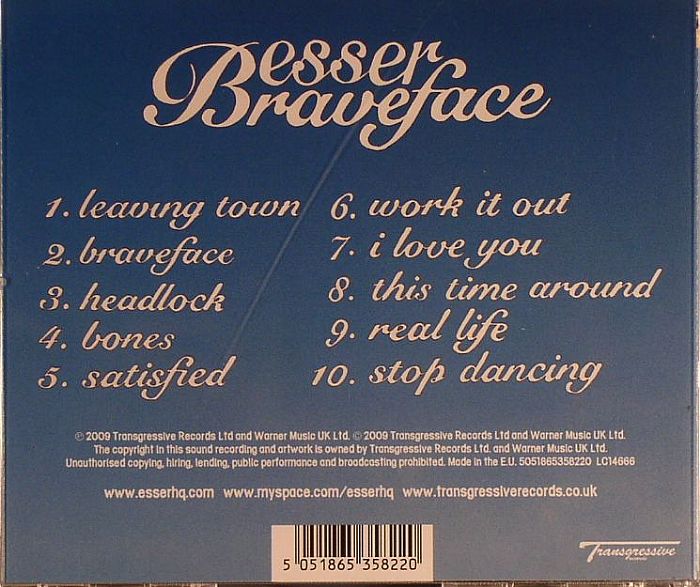 esser
Braveface
1. leaving town
2. braveface
3. headlock
4. bones
5. satisfied
6. work it out
7. i love you
8. this time around
9. real life
10. stop dancing
℗ 2009 Transgressive Records Ltd and Warner Music UK Ltd. © 2009 Transgressive Records Ltd and Warner Music UK Ltd.
The copyright in this sound recording and artwork is owned by Transgressive Records Ltd. and Warner Music UK Ltd.
Unauthorised copying, hiring, lending, public performance and broadcasting prohibited. Made in the E.U. 5051865358220 LC14666
www.esserhq.com www.myspace.com/esserhq www.transgressiverecords.co.uk
5 051865 358220
Transgressive
records